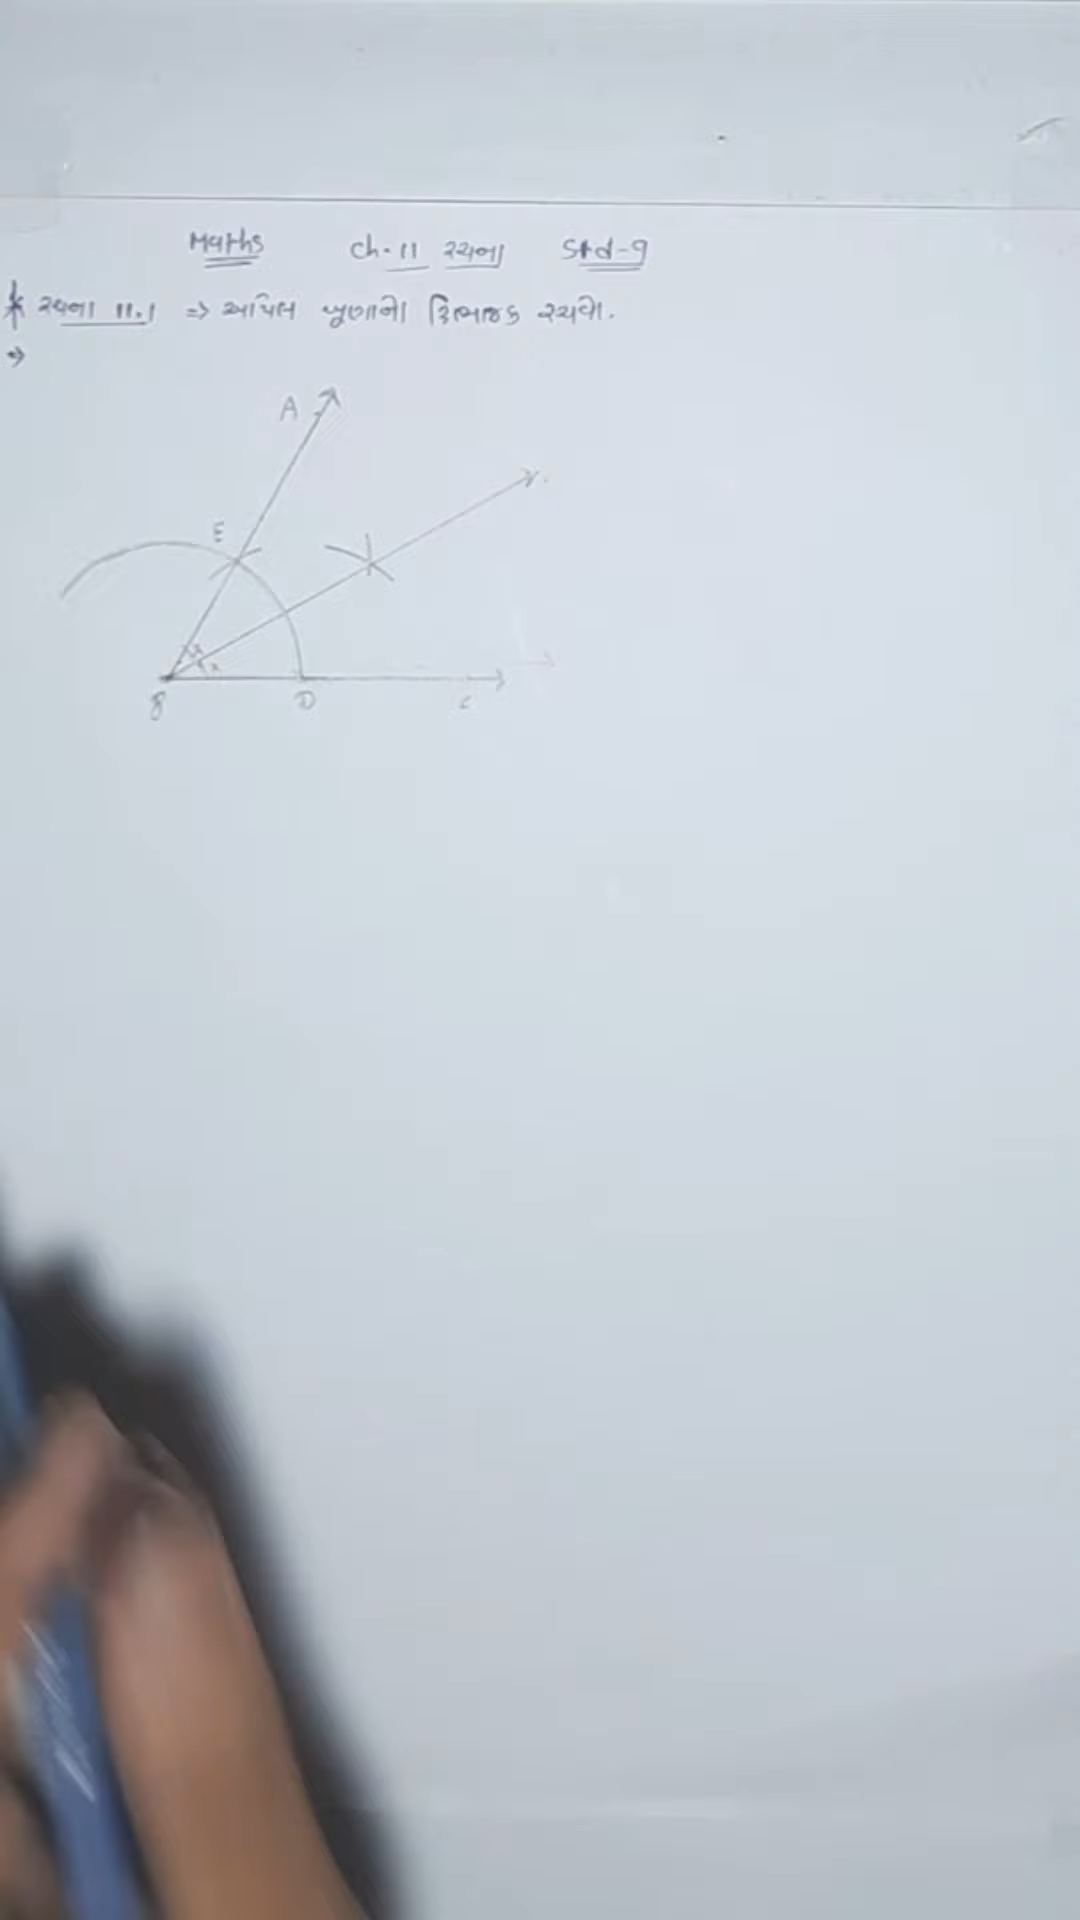 Maths ch-11 રચના Std-9
* રચના 11.1 => આપેલ ખૂણાનો દ્વિભાજક રચવો.
=>
A
E
B D C